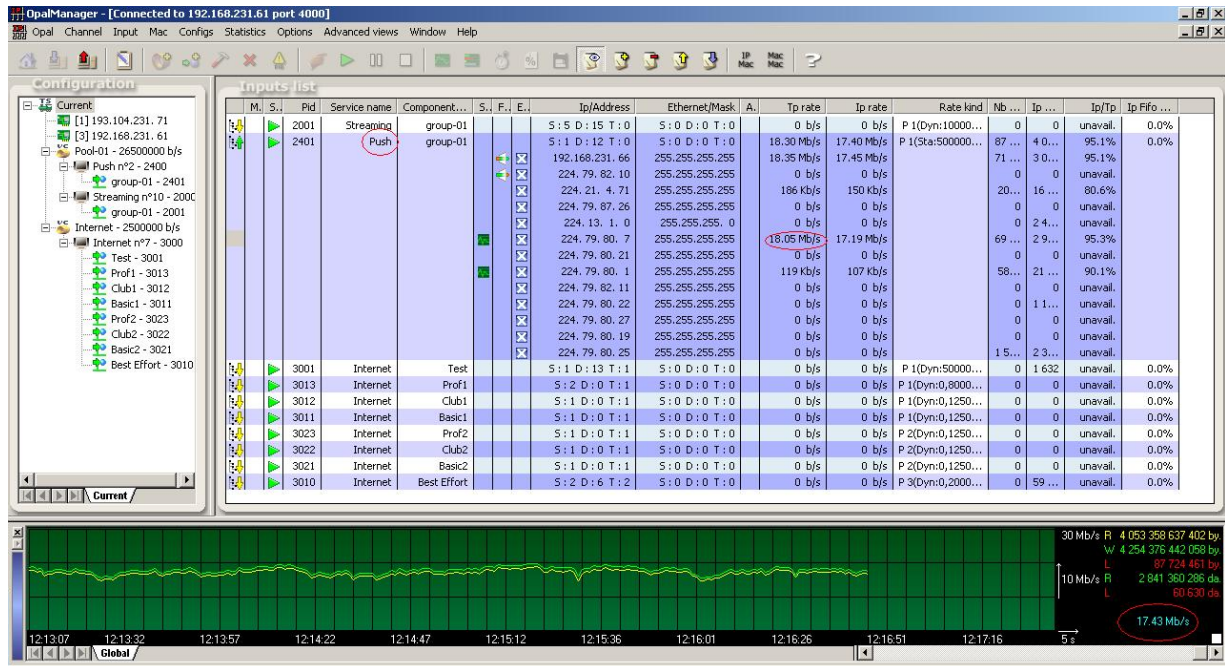 OpalManager - [Connected to 192.168.231.61 port 4000]
Opal Channel Input Mac Configs Statistics Options Advanced views Window Help
IP Mac Mac Mac
Configuration
Current
[1] 193.104.231. 71
[3] 192.168.231. 61
Pool-01 - 26500000 b/s
Push n°2 - 2400
group-01 - 2401
Streaming n°10 - 2000
group-01 - 2001
Internet - 2500000 b/s
Internet n°7 - 3000
Test - 3001
Prof1 - 3013
Club1 - 3012
Basic1 - 3011
Prof2 - 3023
Club2 - 3022
Basic2 - 3021
Best Effort - 3010
Current
Inputs list
M. S.. Pid Service name Component... S.. F.. E.. Ip/Address Ethernet/Mask A. Tp rate Ip rate Rate kind Nb ... Ip ... Ip/Tp Ip Fifo ...
2001 Streaming group-01 S:5 D:15 T:0 S:0 D:0 T:0 0 b/s 0 b/s P 1(Dyn:10000... 0 0 unavail. 0.0%
2401 Push group-01 S:1 D:12 T:0 S:0 D:0 T:0 18.30 Mb/s 17.40 Mb/s P 1(Sta:500000... 87 ... 4 0... 95.1% 0.0%
192.168.231. 66 255.255.255.255 18.35 Mb/s 17.45 Mb/s 71 ... 3 0... 95.1%
224. 79. 82. 10 255.255.255.255 0 b/s 0 b/s 0 0 unavail.
224. 21. 4. 71 255.255.255.255 186 Kb/s 150 Kb/s 20... 16 ... 80.6%
224. 79. 87. 26 255.255.255.255 0 b/s 0 b/s 0 0 unavail.
224. 13. 1. 0 255.255.255. 0 0 b/s 0 b/s 0 2 4... unavail.
224. 79. 80. 7 255.255.255.255 18.05 Mb/s 17.19 Mb/s 69 ... 2 9... 95.3%
224. 79. 80. 21 255.255.255.255 0 b/s 0 b/s 0 0 unavail.
224. 79. 80. 1 255.255.255.255 119 Kb/s 107 Kb/s 58... 21 ... 90.1%
224. 79. 82. 11 255.255.255.255 0 b/s 0 b/s 0 0 unavail.
224. 79. 80. 22 255.255.255.255 0 b/s 0 b/s 0 1 1... unavail.
224. 79. 80. 27 255.255.255.255 0 b/s 0 b/s 0 0 unavail.
224. 79. 80. 19 255.255.255.255 0 b/s 0 b/s 0 0 unavail.
224. 79. 80. 25 255.255.255.255 0 b/s 0 b/s 1 5... 2 3... unavail.
3001 Internet Test S:1 D:13 T:1 S:0 D:0 T:0 0 b/s 0 b/s P 1(Dyn:50000... 0 1 632 unavail. 0.0%
3013 Internet Prof1 S:2 D:0 T:1 S:0 D:0 T:0 0 b/s 0 b/s P 1(Dyn:0,8000... 0 0 unavail. 0.0%
3012 Internet Club1 S:1 D:0 T:1 S:0 D:0 T:0 0 b/s 0 b/s P 1(Dyn:0,1250... 0 0 unavail. 0.0%
3011 Internet Basic1 S:1 D:0 T:1 S:0 D:0 T:0 0 b/s 0 b/s P 1(Dyn:0,1250... 0 0 unavail. 0.0%
3023 Internet Prof2 S:1 D:0 T:1 S:0 D:0 T:0 0 b/s 0 b/s P 2(Dyn:0,1250... 0 0 unavail. 0.0%
3022 Internet Club2 S:1 D:0 T:1 S:0 D:0 T:0 0 b/s 0 b/s P 2(Dyn:0,1250... 0 0 unavail. 0.0%
3021 Internet Basic2 S:1 D:0 T:1 S:0 D:0 T:0 0 b/s 0 b/s P 2(Dyn:0,1250... 0 0 unavail. 0.0%
3010 Internet Best Effort S:2 D:6 T:2 S:0 D:0 T:0 0 b/s 0 b/s P 3(Dyn:0,2000... 0 59 ... unavail. 0.0%
30 Mb/s R 4 053 358 637 402 by.
W 4 254 376 442 058 by.
L 87 724 461 by.
10 Mb/s R 2 841 360 286 da.
L 60 630 da.
17.43 Mb/s
12:13:07 12:13:32 12:13:57 12:14:22 12:14:47 12:15:12 12:15:36 12:16:01 12:16:26 12:16:51 12:17:16 5 s
Global